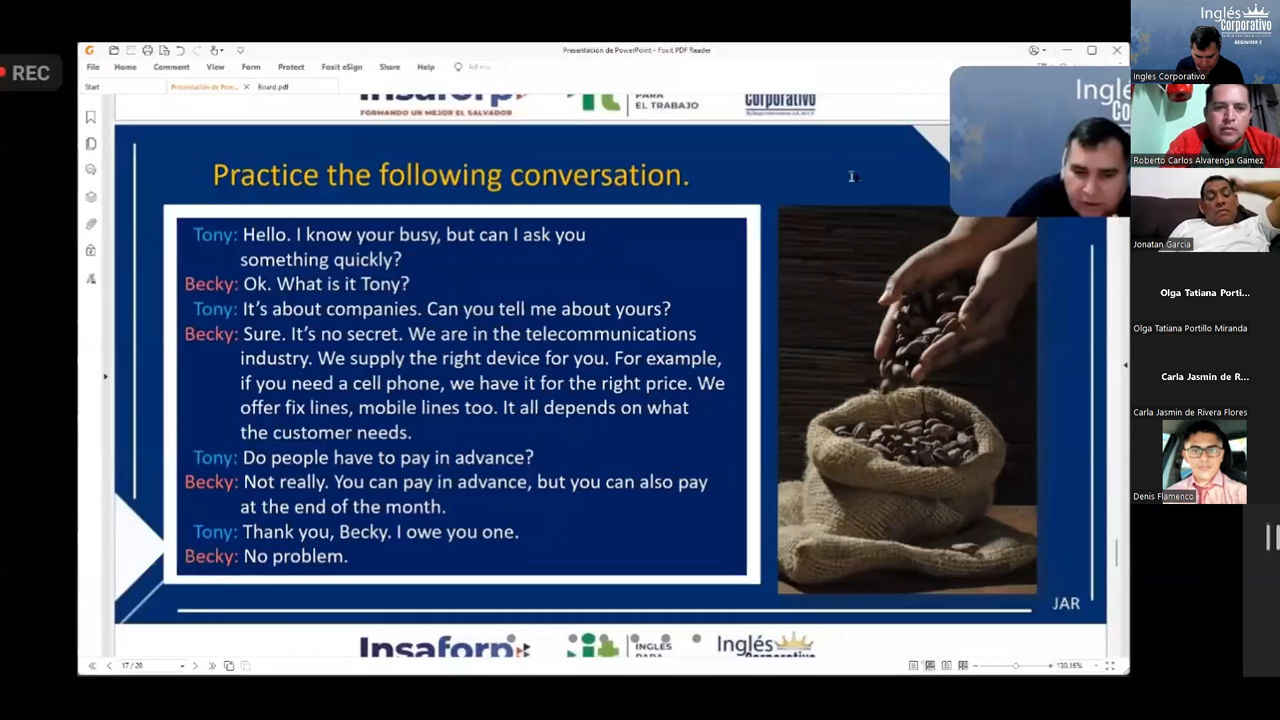 REC
Presentación de PowerPoint - Foxit PDF Reader
File Home Comment View Form Protect Foxit eSign Share Help Tell me...
Start Presentación de Pow... Board.pdf
Insaforp
FORMANDO UN MEJOR EL SALVADOR
PARA
EL TRABAJO
Corporativo
Practice the following conversation.
Tony: Hello. I know your busy, but can I ask you
something quickly?
Becky: Ok. What is it Tony?
Tony: It's about companies. Can you tell me about yours?
Becky: Sure. It's no secret. We are in the telecommunications
industry. We supply the right device for you. For example,
if you need a cell phone, we have it for the right price. We
offer fix lines, mobile lines too. It all depends on what
the customer needs.
Tony: Do people have to pay in advance?
Becky: Not really. You can pay in advance, but you can also pay
at the end of the month.
Tony: Thank you, Becky. I owe you one.
Becky: No problem.
JAR
Insaforp
INGLÉS
PARA
Inglés
Corporativo
17 / 20
130.16%
Inglés
Corporativo
BEGINNER 2
Ingles Corporativo
Roberto Carlos Alvarenga Gamez
Jonatan Garcia
Olga Tatiana Porti...
Olga Tatiana Portillo Miranda
Carla Jasmin de R...
Carla Jasmin de Rivera Flores
Denis Flamenco